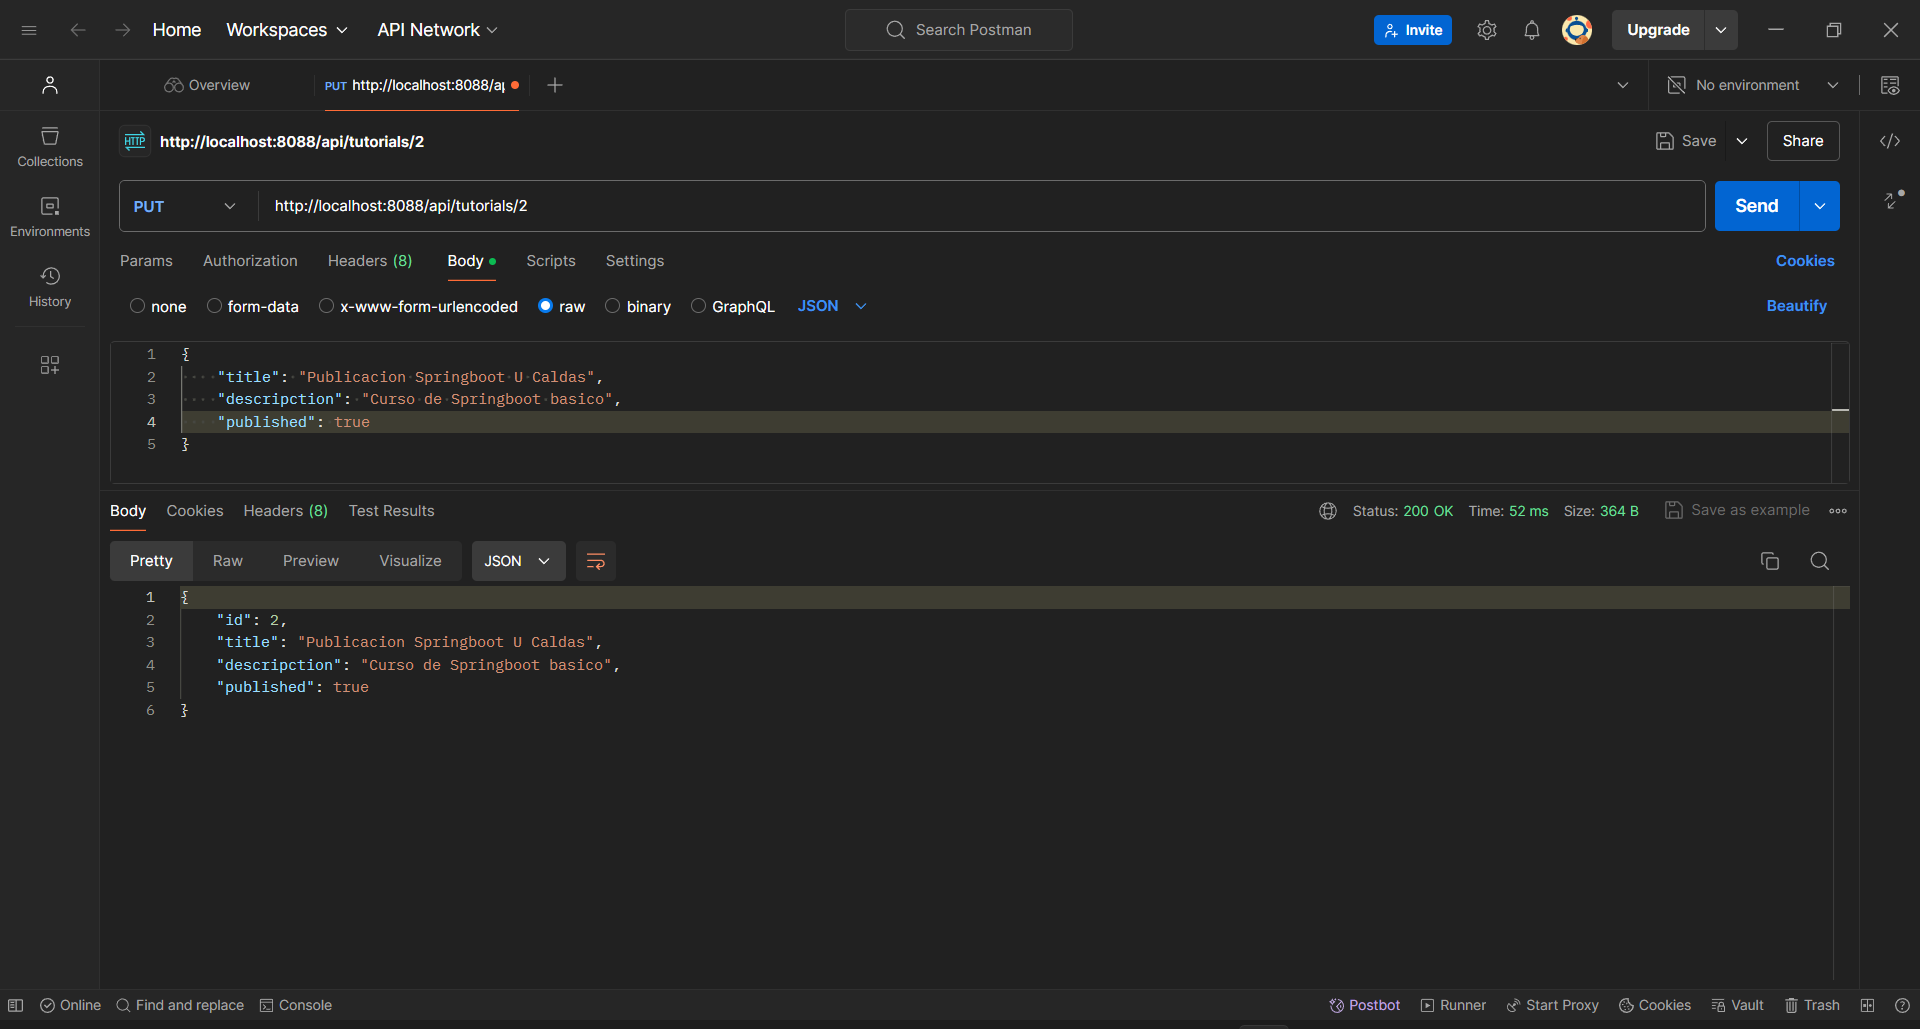 Home Workspaces API Network Search Postman Invite Upgrade
Overview PUT http://localhost:8088/a No environment
HTTP http://localhost:8088/api/tutorials/2 Save Share
Collections
PUT http://localhost:8088/api/tutorials/2 Send
Environments
Params Authorization Headers (8) Body Scripts Settings Cookies
History
none form-data x-www-form-urlencoded raw binary GraphQL JSON Beautify
1 {
2 "title": "Publicacion Springboot U Caldas",
3 "descripction": "Curso de Springboot basico",
4 "published": true
5 }
Body Cookies Headers (8) Test Results Status: 200 OK Time: 52 ms Size: 364 B Save as example
Pretty Raw Preview Visualize JSON
1 {
2 "id": 2,
3 "title": "Publicacion Springboot U Caldas",
4 "descripction": "Curso de Springboot basico",
5 "published": true
6 }
Online Find and replace Console Postbot Runner Start Proxy Cookies Vault Trash